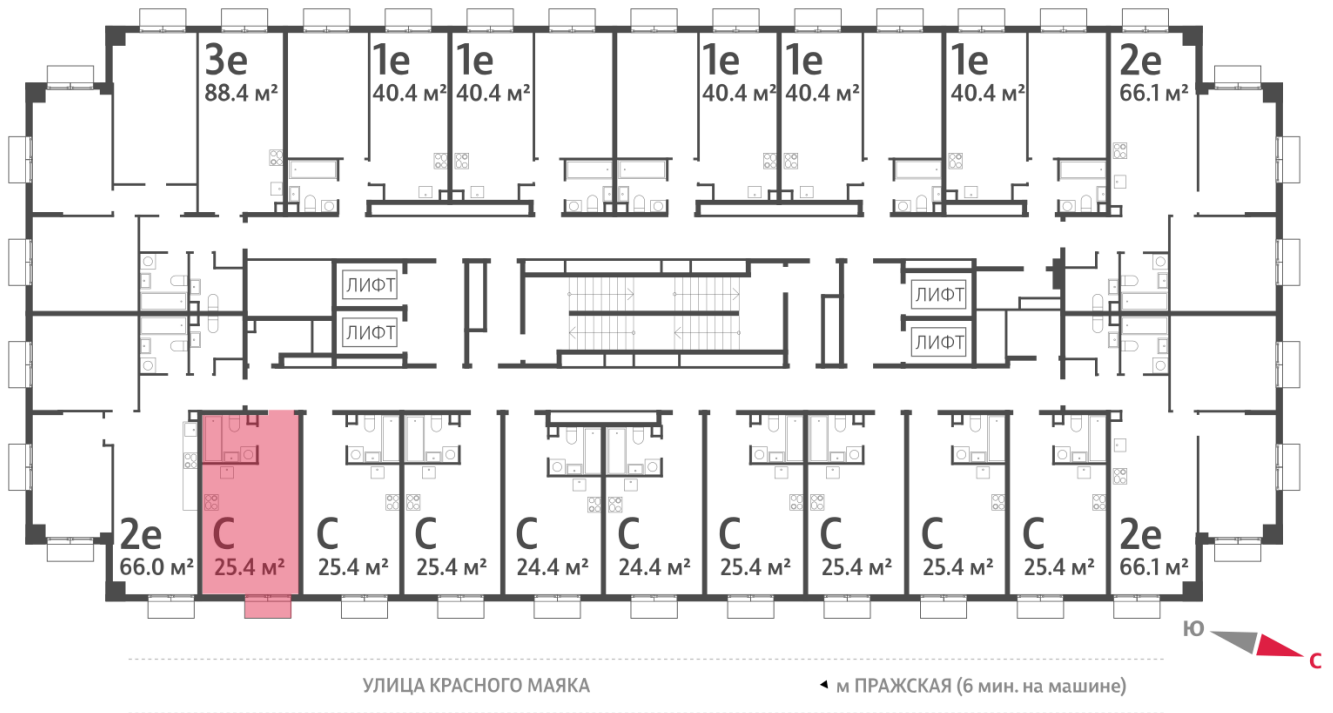 3е
88.4 м²
1е
40.4 м²
1е
40.4 м²
1е
40.4 м²
1е
40.4 м²
1е
40.4 м²
2е
66.1 м²
ЛИФТ
ЛИФТ
ЛИФТ
ЛИФТ
2е
66.0 м²
С
25.4 м²
С
25.4 м²
С
25.4 м²
С
24.4 м²
С
24.4 м²
С
25.4 м²
С
25.4 м²
С
25.4 м²
С
25.4 м²
2е
66.1 м²
Ю
С
УЛИЦА КРАСНОГО МАЯКА
м ПРАЖСКАЯ (6 мин. на машине)